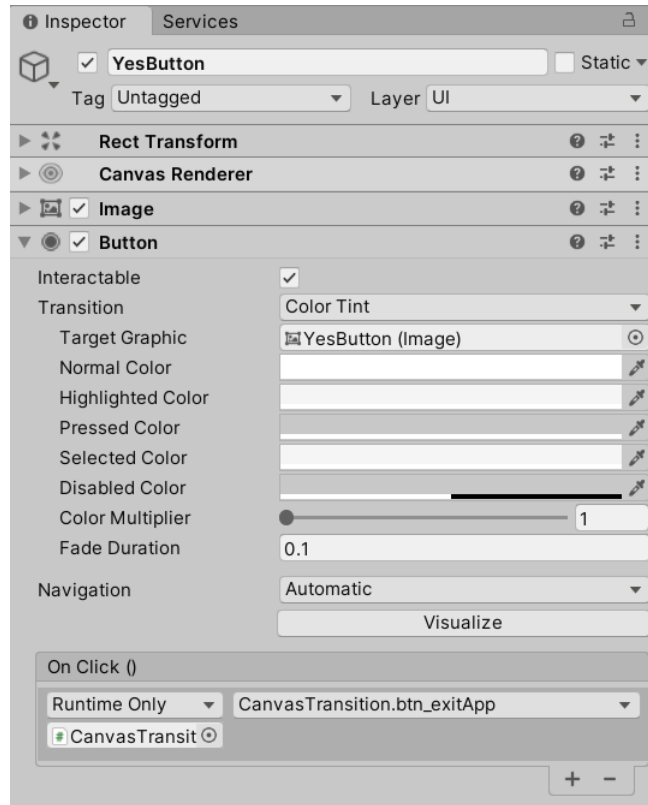 Inspector Services
YesButton Static
Tag Untagged Layer UI
Rect Transform
Canvas Renderer
Image
Button
Interactable
Transition Color Tint
Target Graphic YesButton (Image)
Normal Color
Highlighted Color
Pressed Color
Selected Color
Disabled Color
Color Multiplier 1
Fade Duration 0.1
Navigation Automatic
Visualize
On Click ()
Runtime Only CanvasTransition.btn_exitApp
CanvasTransit